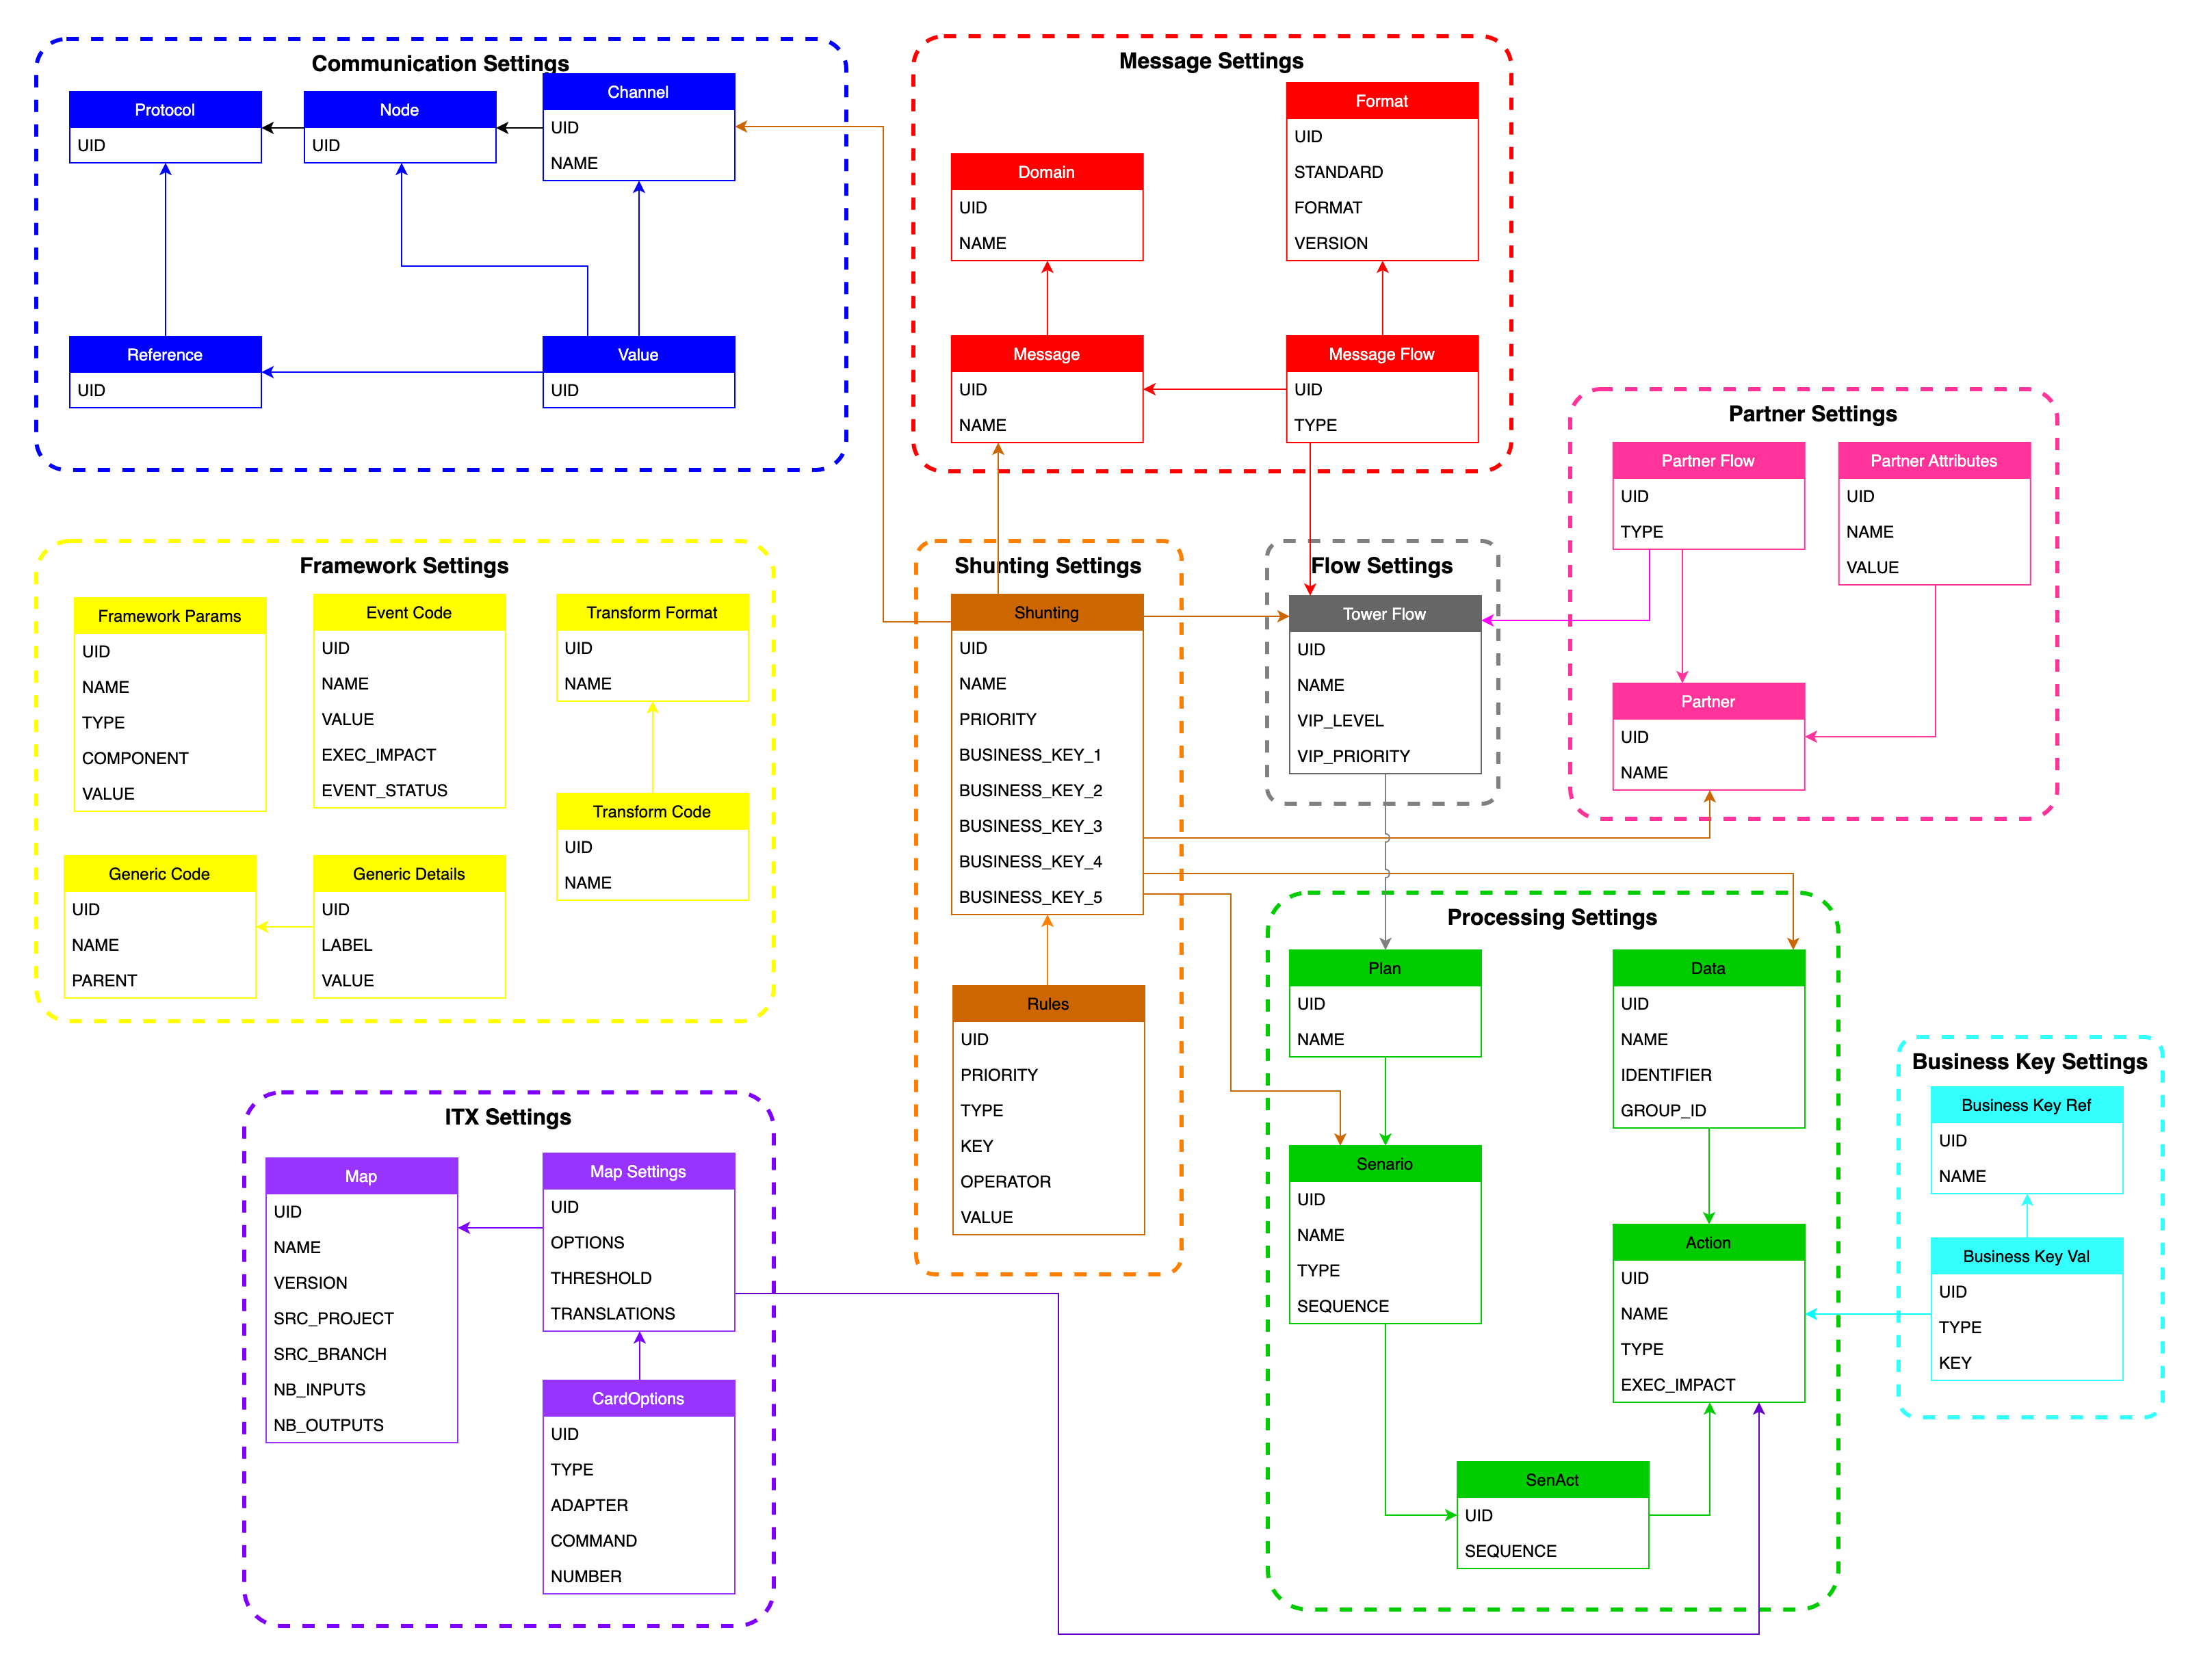 Communication Settings
Protocol
UID
Node
UID
Channel
UID
NAME
Reference
UID
Value
UID
Message Settings
Domain
UID
NAME
Format
UID
STANDARD
FORMAT
VERSION
Message
UID
NAME
Message Flow
UID
TYPE
Partner Settings
Partner Flow
UID
TYPE
Partner Attributes
UID
NAME
VALUE
Partner
UID
NAME
Framework Settings
Framework Params
UID
NAME
TYPE
COMPONENT
VALUE
Event Code
UID
NAME
VALUE
EXEC_IMPACT
EVENT_STATUS
Transform Format
UID
NAME
Transform Code
UID
NAME
Generic Code
UID
NAME
PARENT
Generic Details
UID
LABEL
VALUE
Shunting Settings
Shunting
UID
NAME
PRIORITY
BUSINESS_KEY_1
BUSINESS_KEY_2
BUSINESS_KEY_3
BUSINESS_KEY_4
BUSINESS_KEY_5
Rules
UID
PRIORITY
TYPE
KEY
OPERATOR
VALUE
Flow Settings
Tower Flow
UID
NAME
VIP_LEVEL
VIP_PRIORITY
Processing Settings
Plan
UID
NAME
Data
UID
NAME
IDENTIFIER
GROUP_ID
Senario
UID
NAME
TYPE
SEQUENCE
Action
UID
NAME
TYPE
EXEC_IMPACT
SenAct
UID
SEQUENCE
Business Key Settings
Business Key Ref
UID
NAME
Business Key Val
UID
TYPE
KEY
ITX Settings
Map
UID
NAME
VERSION
SRC_PROJECT
SRC_BRANCH
NB_INPUTS
NB_OUTPUTS
Map Settings
UID
OPTIONS
THRESHOLD
TRANSLATIONS
CardOptions
UID
TYPE
ADAPTER
COMMAND
NUMBER